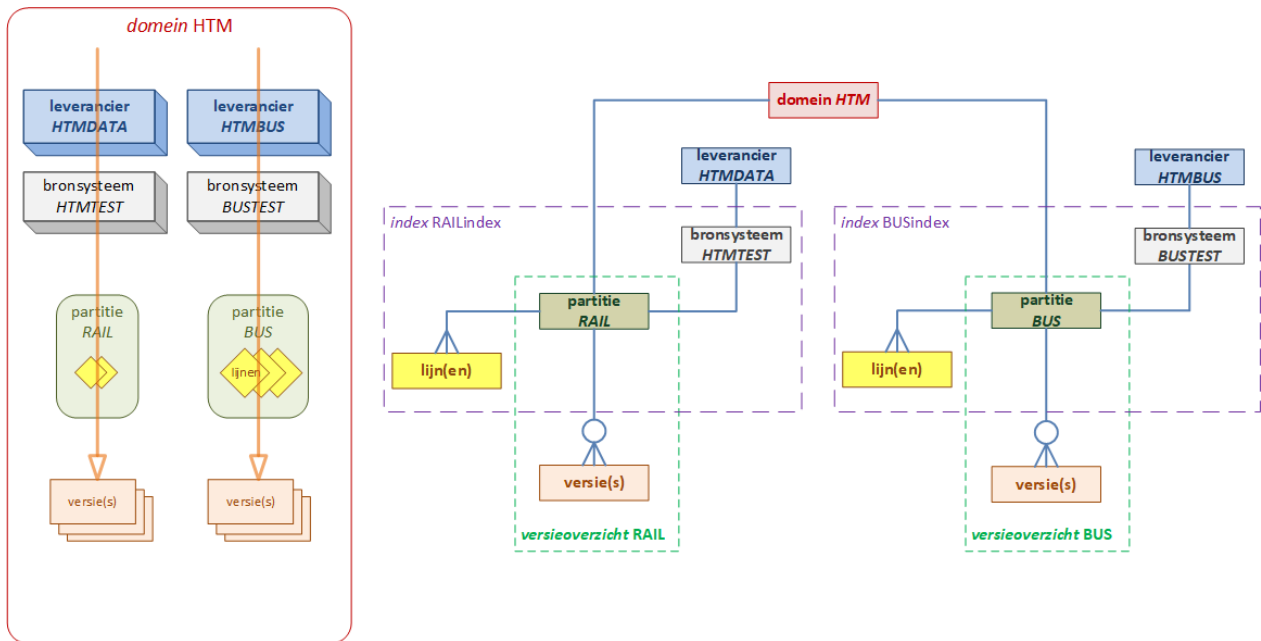 domein HTM
leverancier
HTMDATA
leverancier
HTMBUS
bronsysteem
HTMTEST
bronsysteem
BUSTEST
partitie
RAIL
partitie
BUS
lijnen
versie(s)
versie(s)
domein HTM
leverancier
HTMDATA
index RAILindex
bronsysteem
HTMTEST
partitie
RAIL
lijn(en)
versie(s)
versieoverzicht RAIL
leverancier
HTMBUS
index BUSindex
bronsysteem
BUSTEST
partitie
BUS
lijn(en)
versie(s)
versieoverzicht BUS